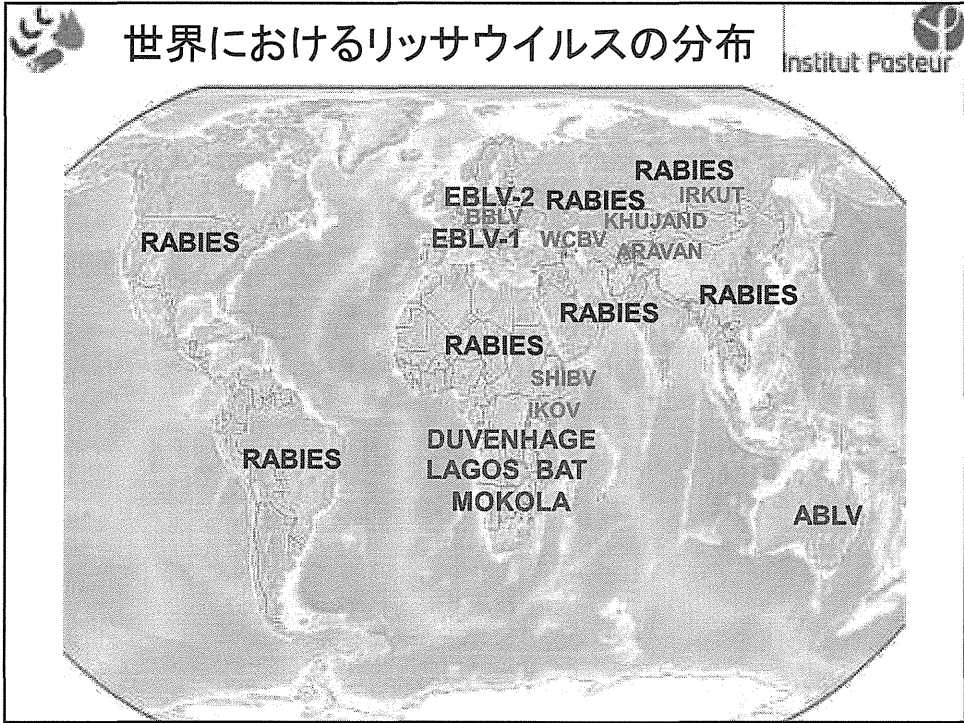 世界におけるリッサウイルスの分布
Institut Pasteur
RABIES
EBLV-2
RABIES
IRKUT
BBLV
KHUJAND
RABIES
EBLV-1
WCBV
ARAVAN
RABIES
RABIES
RABIES
SHIBV
IKOV
DUVENHAGE
RABIES
LAGOS BAT
MOKOLA
ABLV